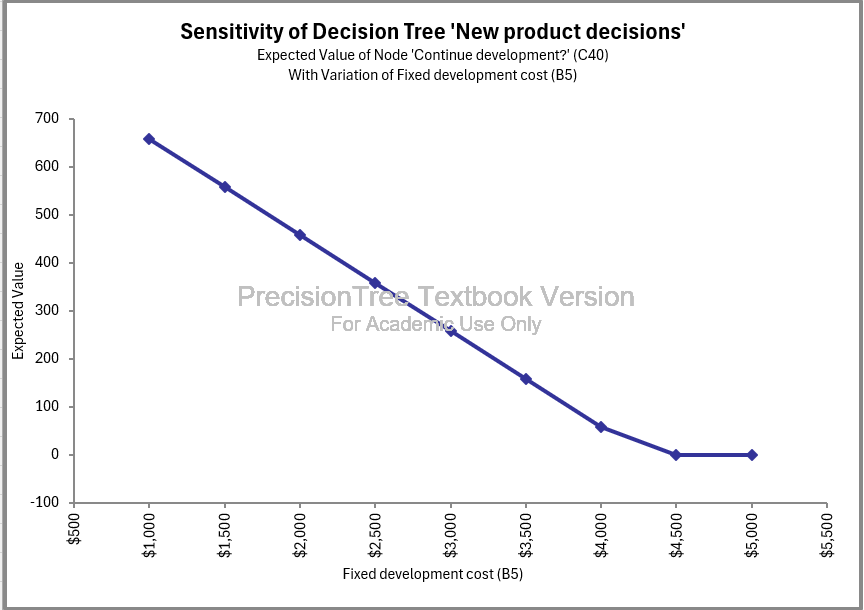 Sensitivity of Decision Tree 'New product decisions'
Expected Value of Node 'Continue development?' (C40)
With Variation of Fixed development cost (B5)
700
600
500
400
300
200
100
0
-100
Expected Value
PrecisionTree Textbook Version
For Academic Use Only
$500
$1,000
$1,500
$2,000
$2,500
$3,000
$3,500
$4,000
$4,500
$5,000
$5,500
Fixed development cost (B5)